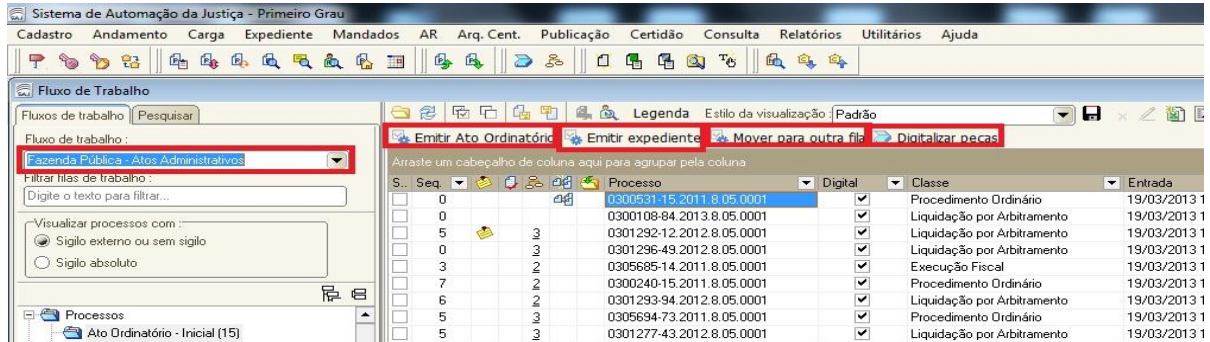 Sistema de Automação da Justiça - Primeiro Grau
Cadastro Andamento Carga Expediente Mandados AR Arq. Cent. Publicação Certidão Consulta Relatórios Utilitários Ajuda
Fluxo de Trabalho
Fluxos de trabalho Pesquisar
Legenda Estilo da visualização: Padrão
Fluxo de trabalho :
Emitir Ato Ordinatório Emitir expediente Mover para outra fila Digitalizar peças
Fazenda Pública - Atos Administrativos
Arraste um cabeçalho de coluna aqui para agrupar pela coluna
Filtrar filas de trabalho :
S.. Seq. Processo Digital Classe Entrada
Digite o texto para filtrar...
0 0300531-15.2011.8.05.0001 Procedimento Ordinário 19/03/2013 1
0 0300108-84.2013.8.05.0001 Liquidação por Arbitramento 19/03/2013 1
Visualizar processos com :
5 3 0301292-12.2012.8.05.0001 Liquidação por Arbitramento 19/03/2013 1
Sigilo externo ou sem sigilo
0 3 0301296-49.2012.8.05.0001 Liquidação por Arbitramento 19/03/2013 1
Sigilo absoluto
3 2 0305685-14.2011.8.05.0001 Execução Fiscal 19/03/2013 1
7 2 0300240-15.2011.8.05.0001 Procedimento Ordinário 19/03/2013 1
6 2 0301293-94.2012.8.05.0001 Liquidação por Arbitramento 19/03/2013 1
Processos
5 3 0305694-73.2011.8.05.0001 Procedimento Ordinário 19/03/2013 1
Ato Ordinatório - Inicial (15)
5 3 0301277-43.2012.8.05.0001 Liquidação por Arbitramento 19/03/2013 1